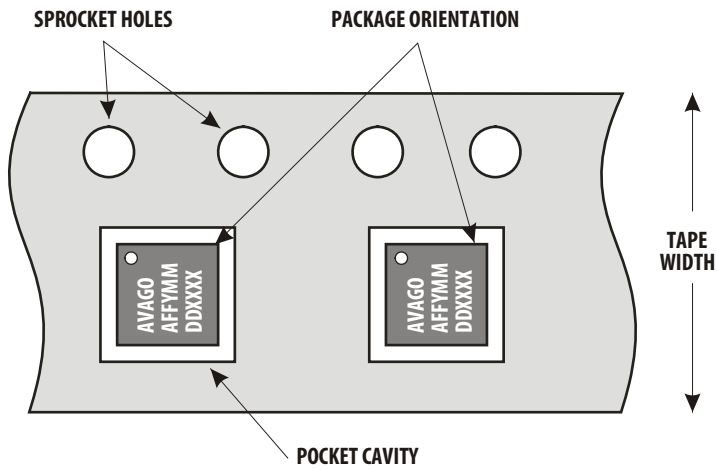 SPROCKET HOLES
PACKAGE ORIENTATION
AVAGO
AFFYMM
DDXXXX
AVAGO
AFFYMM
DDXXXX
TAPE
WIDTH
POCKET CAVITY